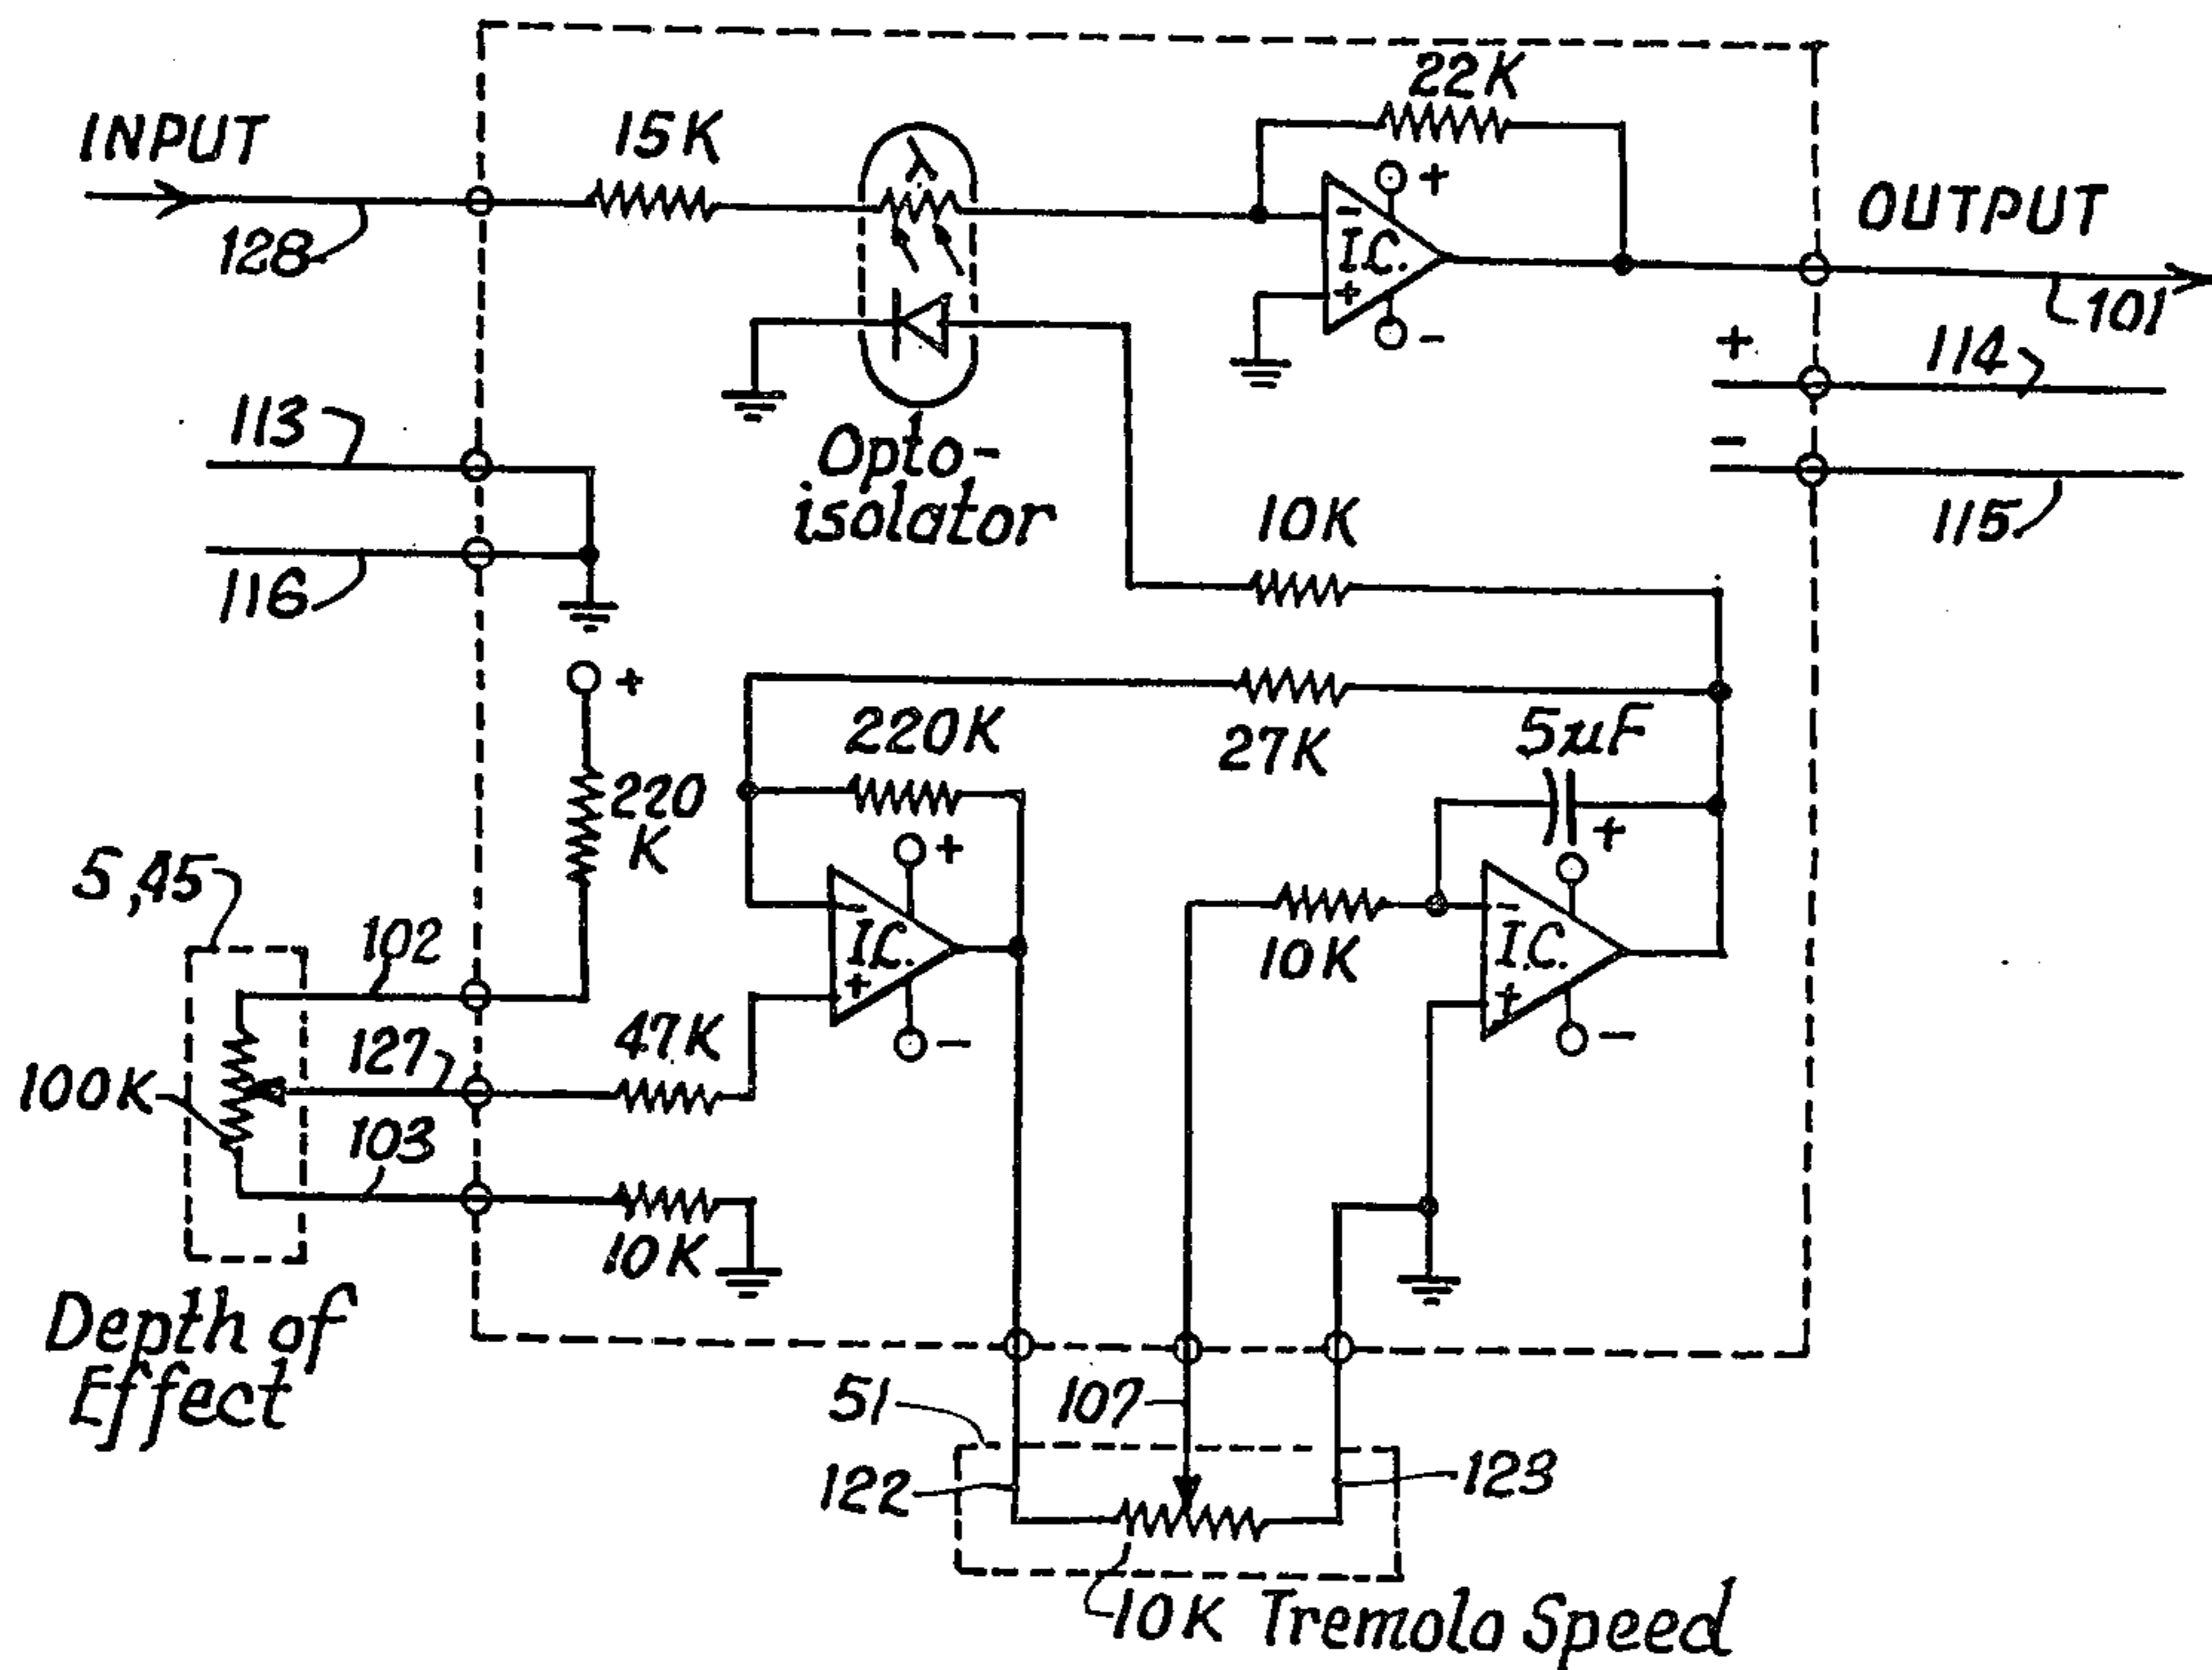 22K
INPUT
15K
λ
+
-
I.C.
+
-
OUTPUT
128
101
+
114
-
115
113
116
Opto-
isolator
10K
+
220
K
220K
27K
5µF
+
5,45
102
+
-
I.C.
+
-
+
-
I.C.
+
-
10K
47K
127
100K
103
10K
Depth of
Effect
51
107
122
123
10K Tremolo Speed